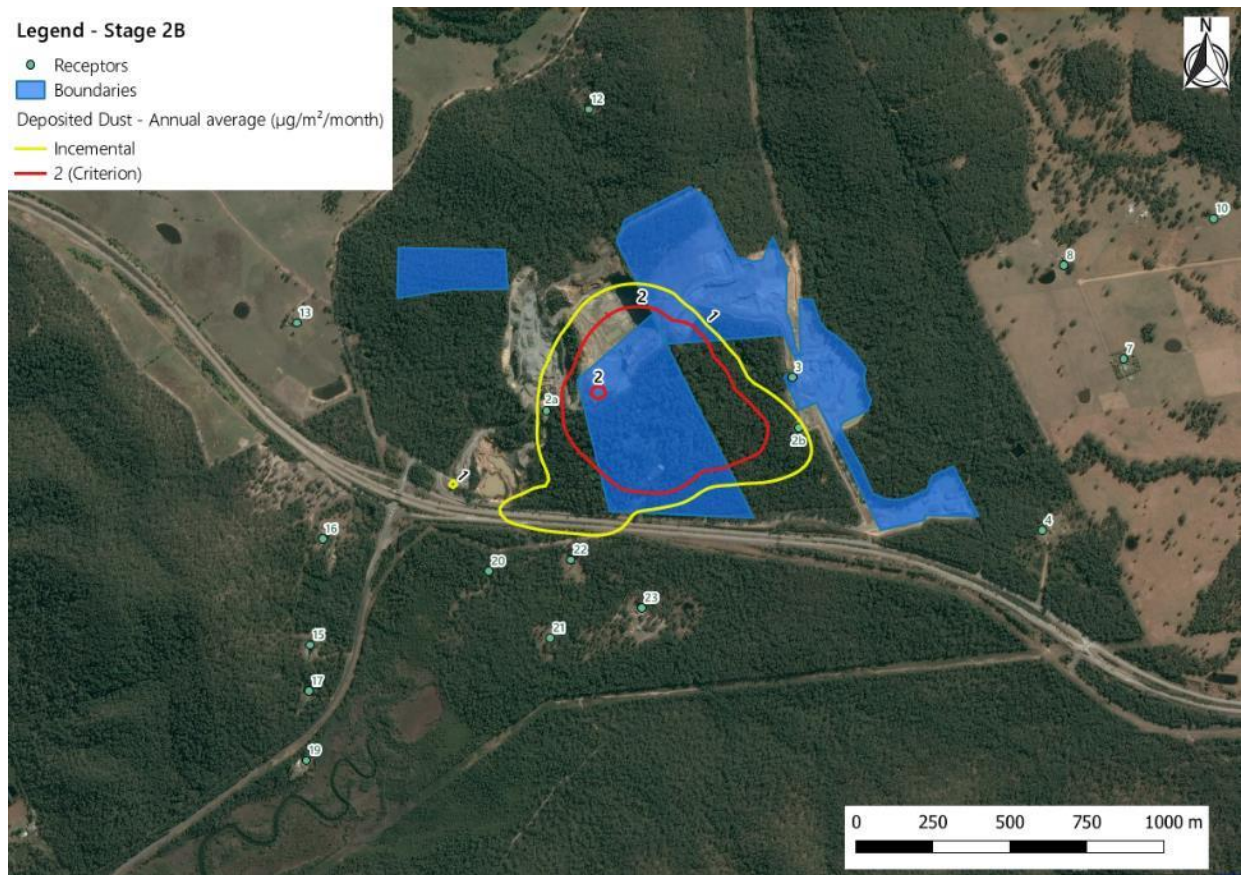 Legend - Stage 2B
Receptors
Boundaries
Deposited Dust - Annual average (µg/m²/month)
Incemental
2 (Criterion)
N
12
10
8
13
2
1
7
3
2
2a
2b
1
4
16
22
20
23
21
15
17
19
0 250 500 750 1000 m